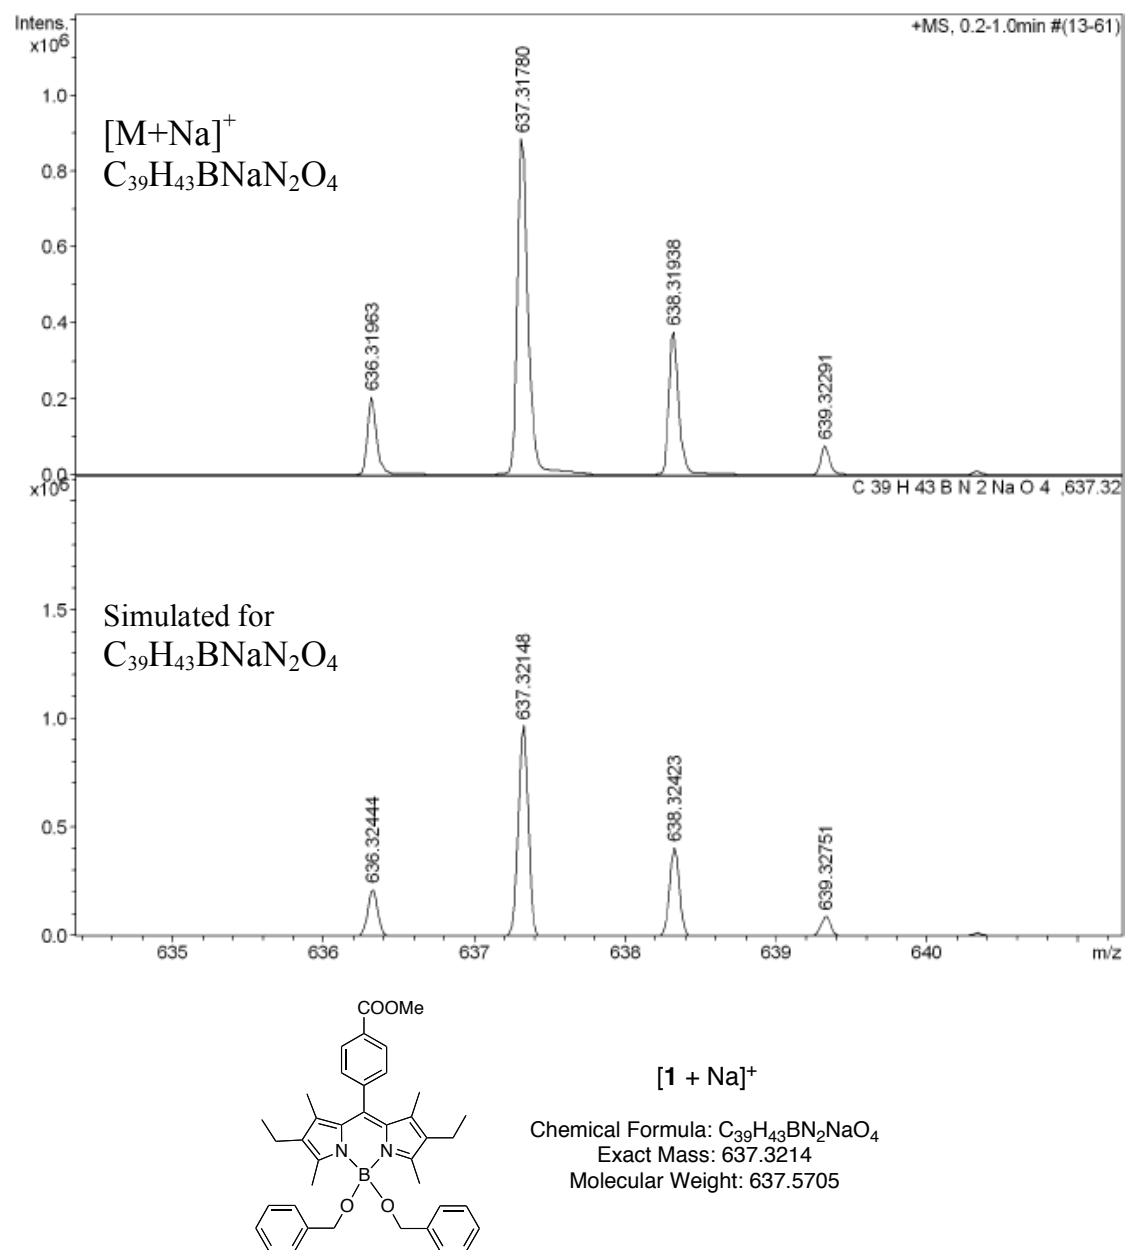 Intens.
x10⁶
+MS, 0.2-1.0min #(13-61)
1.0
0.8
0.6
0.4
0.2
0.0
[M+Na]⁺
C₃₉H₄₃BNaN₂O₄
636.31963
637.31780
638.31938
639.32291
x10⁶
C 39 H 43 B N 2 Na O 4 ,637.32
1.5
1.0
0.5
0.0
Simulated for
C₃₉H₄₃BNaN₂O₄
636.32444
637.32148
638.32423
639.32751
635 636 637 638 639 640 m/z
COOMe
N N
B
O O
[1 + Na]⁺
Chemical Formula: C₃₉H₄₃BN₂NaO₄
Exact Mass: 637.3214
Molecular Weight: 637.5705